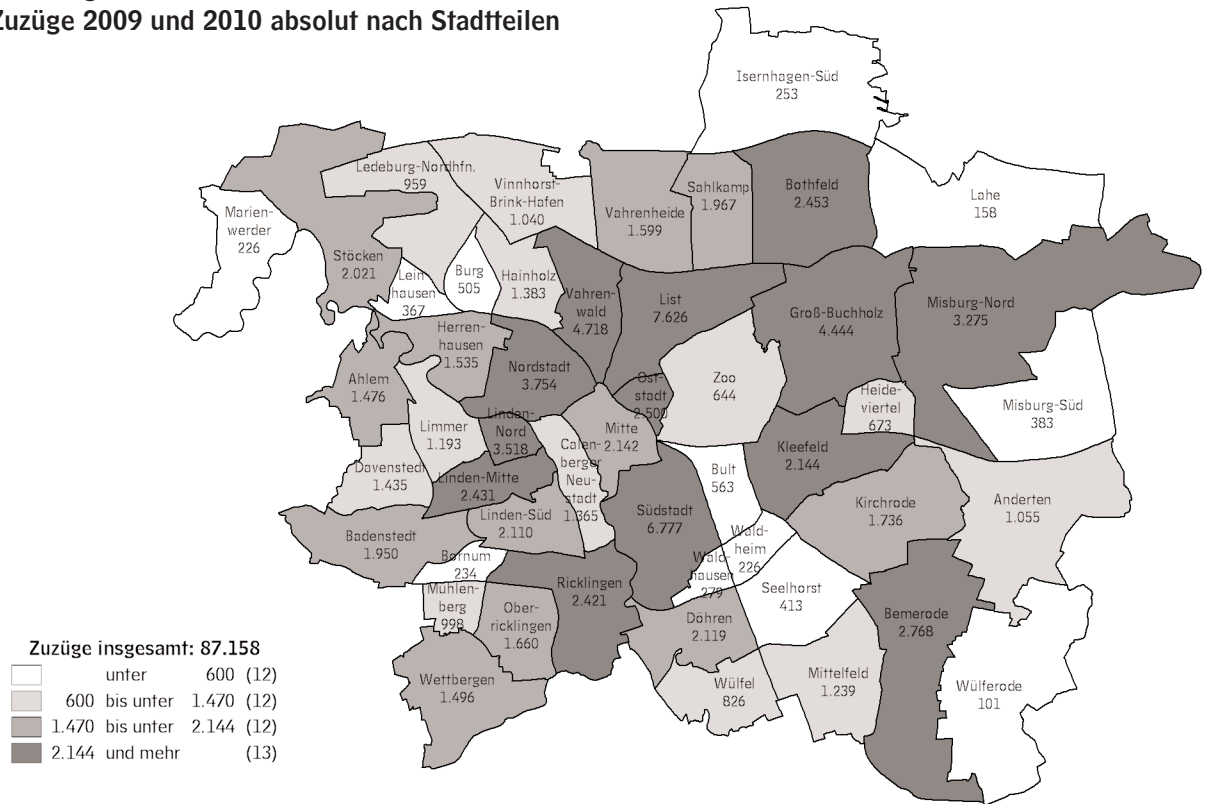 Zuzüge 2009 und 2010 absolut nach Stadtteilen
Isernhagen-Süd
253
Ledeburg-Nordhfn.
959
Vinnhorst-
Brink-Hafen
1.040
Vahrenheide
1.599
Sahlkamp
1.967
Bothfeld
2.453
Lahe
158
Marien-
werder
226
Stöcken
2.021
Lein
hausen
367
Burg
505
Hainholz
1.383
Vahren-
wald
4.718
List
7.626
Groß-Buchholz
4.444
Misburg-Nord
3.275
Herren-
hausen
1.535
Nordstadt
3.754
Ost-
stadt
2.500
Zoo
644
Heide-
viertel
673
Misburg-Süd
383
Ahlem
1.476
Limmer
1.193
Linden-
Nord
3.518
Calen-
berger
Neu-
stadt
1.365
Mitte
2.142
Kleefeld
2.144
Davenstedt
1.435
Linden-Mitte
2.431
Bult
563
Kirchrode
1.736
Anderten
1.055
Badenstedt
1.950
Linden-Süd
2.110
Südstadt
6.777
Wald-
heim
226
Bornum
234
Wald-
hausen
279
Seelhorst
413
Mühlen-
berg
998
Ober-
ricklingen
1.660
Ricklingen
2.421
Döhren
2.119
Bemerode
2.768
Wettbergen
1.496
Wülfel
826
Mittelfeld
1.239
Wülferode
101
Zuzüge insgesamt: 87.158
unter 600 (12)
600 bis unter 1.470 (12)
1.470 bis unter 2.144 (12)
2.144 und mehr (13)